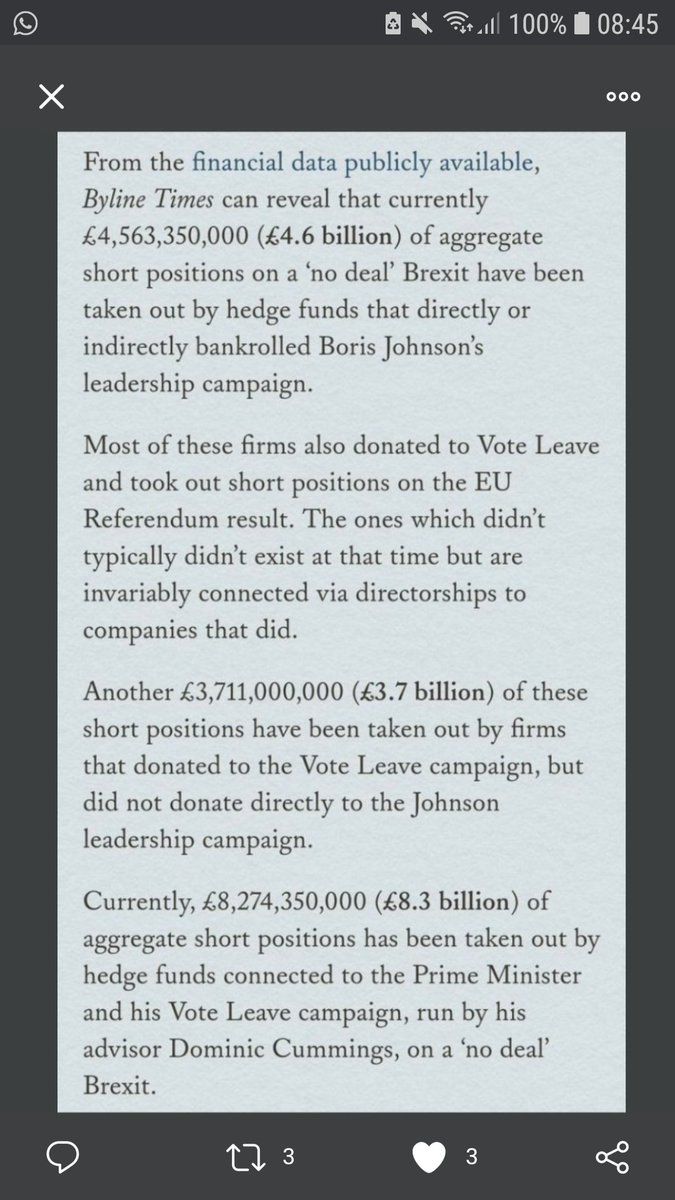 100% 08:45
From the financial data publicly available,
Byline Times can reveal that currently
£4,563,350,000 (£4.6 billion) of aggregate
short positions on a ‘no deal’ Brexit have been
taken out by hedge funds that directly or
indirectly bankrolled Boris Johnson’s
leadership campaign.
Most of these firms also donated to Vote Leave
and took out short positions on the EU
Referendum result. The ones which didn’t
typically didn’t exist at that time but are
invariably connected via directorships to
companies that did.
Another £3,711,000,000 (£3.7 billion) of these
short positions have been taken out by firms
that donated to the Vote Leave campaign, but
did not donate directly to the Johnson
leadership campaign.
Currently, £8,274,350,000 (£8.3 billion) of
aggregate short positions has been taken out by
hedge funds connected to the Prime Minister
and his Vote Leave campaign, run by his
advisor Dominic Cummings, on a ‘no deal’
Brexit.
3 3